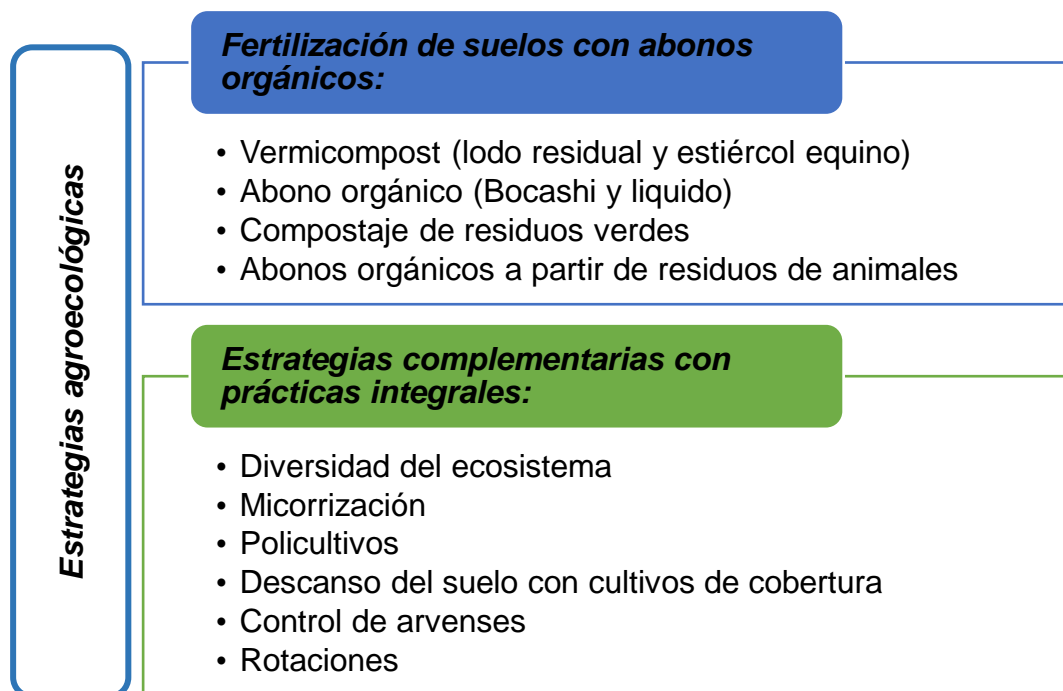 Estrategias agroecológicas
Fertilización de suelos con abonos
orgánicos:
• Vermicompost (lodo residual y estiércol equino)
• Abono orgánico (Bocashi y liquido)
• Compostaje de residuos verdes
• Abonos orgánicos a partir de residuos de animales
Estrategias complementarias con
prácticas integrales:
• Diversidad del ecosistema
• Micorrización
• Policultivos
• Descanso del suelo con cultivos de cobertura
• Control de arvenses
• Rotaciones